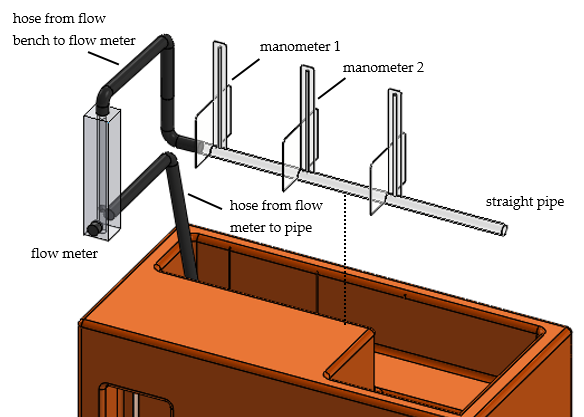 hose from flow
bench to flow meter
manometer 1
manometer 2
straight pipe
hose from flow
meter to pipe
flow meter